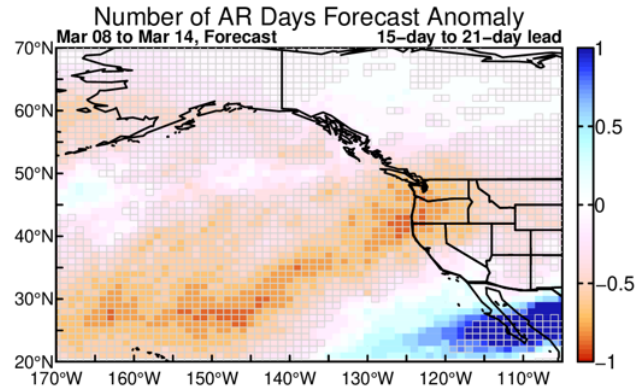 Number of AR Days Forecast Anomaly
Mar 08 to Mar 14, Forecast 15-day to 21-day lead
70°N
60°N
50°N
40°N
30°N
20°N
170°W 160°W 150°W 140°W 130°W 120°W 110°W
1
0.5
0
−0.5
−1